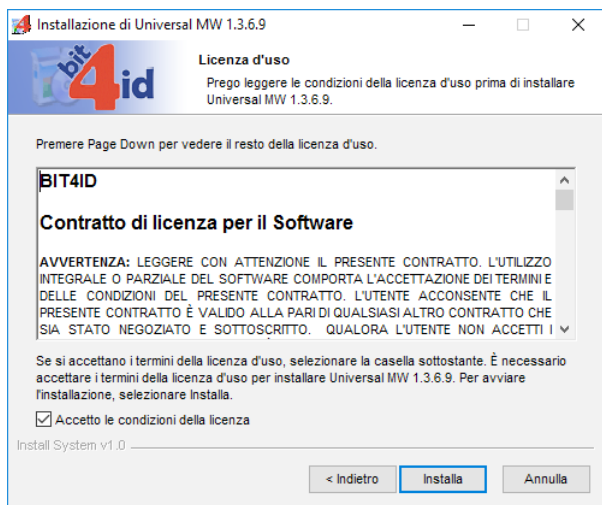 Installazione di Universal MW 1.3.6.9
bit
4id
Licenza d'uso
Prego leggere le condizioni della licenza d'uso prima di installare
Universal MW 1.3.6.9.
Premere Page Down per vedere il resto della licenza d'uso.
BIT4ID
Contratto di licenza per il Software
AVVERTENZA: LEGGERE CON ATTENZIONE IL PRESENTE CONTRATTO. L'UTILIZZO
INTEGRALE O PARZIALE DEL SOFTWARE COMPORTA L'ACCETTAZIONE DEI TERMINI E
DELLE CONDIZIONI DEL PRESENTE CONTRATTO. L'UTENTE ACCONSENTE CHE IL
PRESENTE CONTRATTO È VALIDO ALLA PARI DI QUALSIASI ALTRO CONTRATTO CHE
SIA STATO NEGOZIATO E SOTTOSCRITTO. QUALORA L'UTENTE NON ACCETTI I
Se si accettano i termini della licenza d'uso, selezionare la casella sottostante. È necessario
accettare i termini della licenza d'uso per installare Universal MW 1.3.6.9. Per avviare
l'installazione, selezionare Installa.
Accetto le condizioni della licenza
Install System v1.0
< Indietro
Installa
Annulla